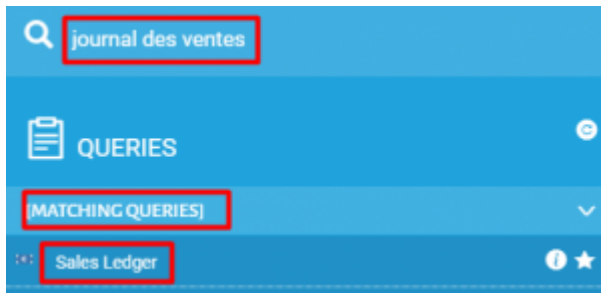 journal des ventes
QUERIES
[MATCHING QUERIES]
Sales Ledger